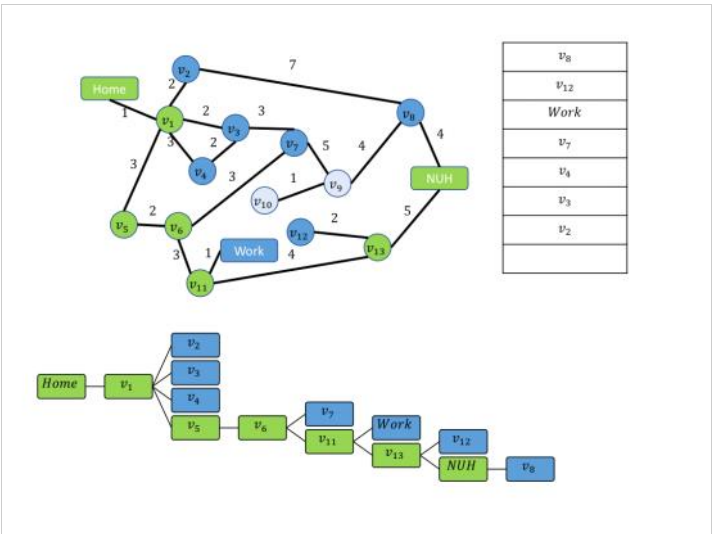 v₂
7
Home
2
1
v₁
2
v₃
3
v₈
3
2
v₇
4
v₄
5
4
3
3
1
v₉
NUH
v₁₀
v₅
2
v₆
2
5
v₁₂
v₁₃
3
1
Work
4
v₁₁
v₈
v₁₂
Work
v₇
v₄
v₃
v₂
Home
v₁
v₂
v₃
v₄
v₅
v₆
v₇
v₁₁
Work
v₁₃
v₁₂
NUH
v₈